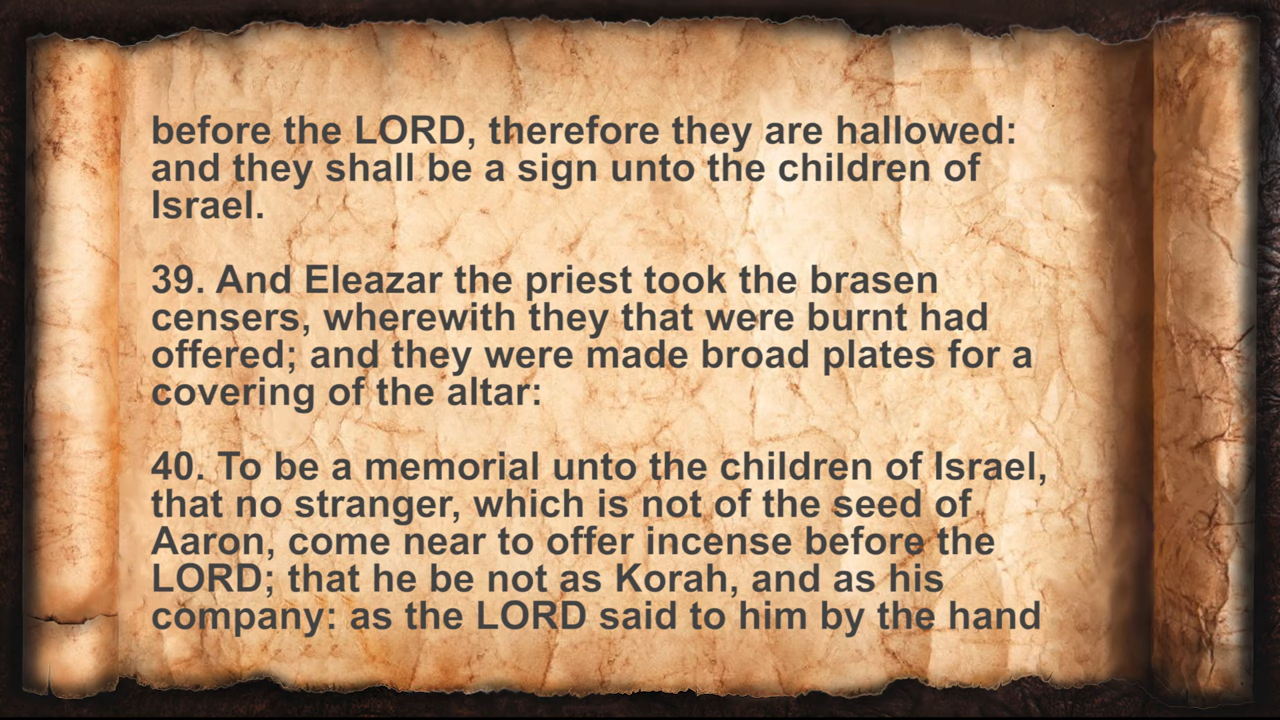 before the LORD, therefore they are hallowed:
and they shall be a sign unto the children of
Israel.
39. And Eleazar the priest took the brasen
censers, wherewith they that were burnt had
offered; and they were made broad plates for a
covering of the altar:
40. To be a memorial unto the children of Israel,
that no stranger, which is not of the seed of
Aaron, come near to offer incense before the
LORD; that he be not as Korah, and as his
company: as the LORD said to him by the hand